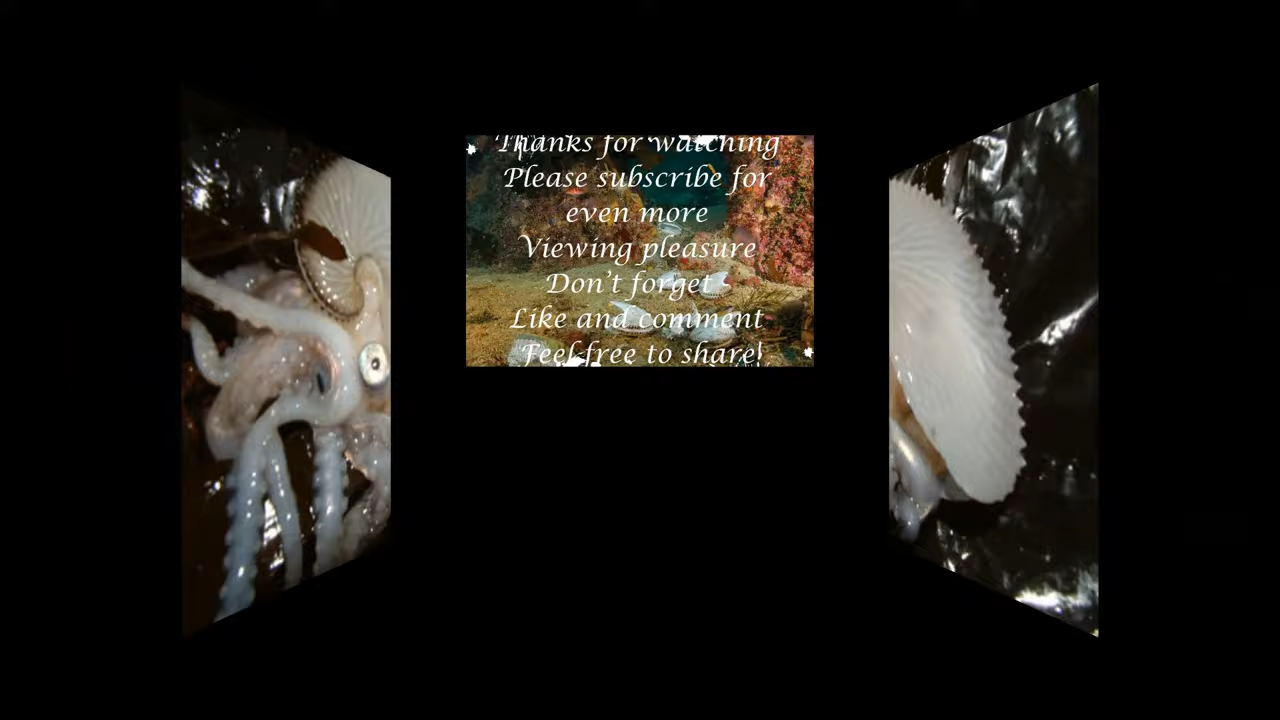 Thanks for watching
Please subscribe for
even more
Viewing pleasure
Don't forget -
Like and comment
Feel free to share!